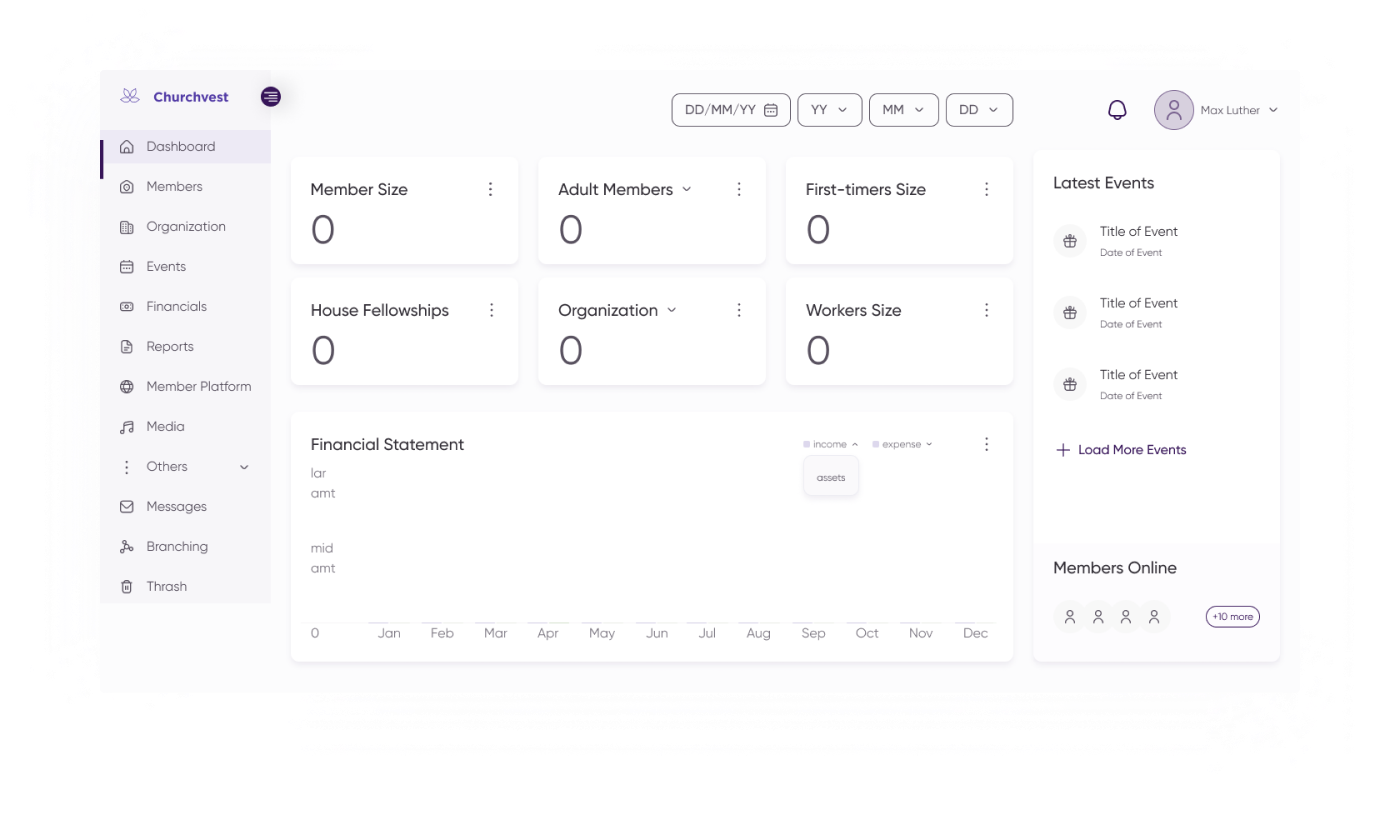 Churchvest
Dashboard
Members
Organization
Events
Financials
Reports
Member Platform
Media
Others
Messages
Branching
Thrash
DD/MM/YY YY MM DD
Max Luther
Member Size
0
Adult Members
0
First-timers Size
0
House Fellowships
0
Organization
0
Workers Size
0
Financial Statement
income expense
assets
lar
amt
mid
amt
0 Jan Feb Mar Apr May Jun Jul Aug Sep Oct Nov Dec
Latest Events
Title of Event
Date of Event
Title of Event
Date of Event
Title of Event
Date of Event
Load More Events
Members Online
+10 more